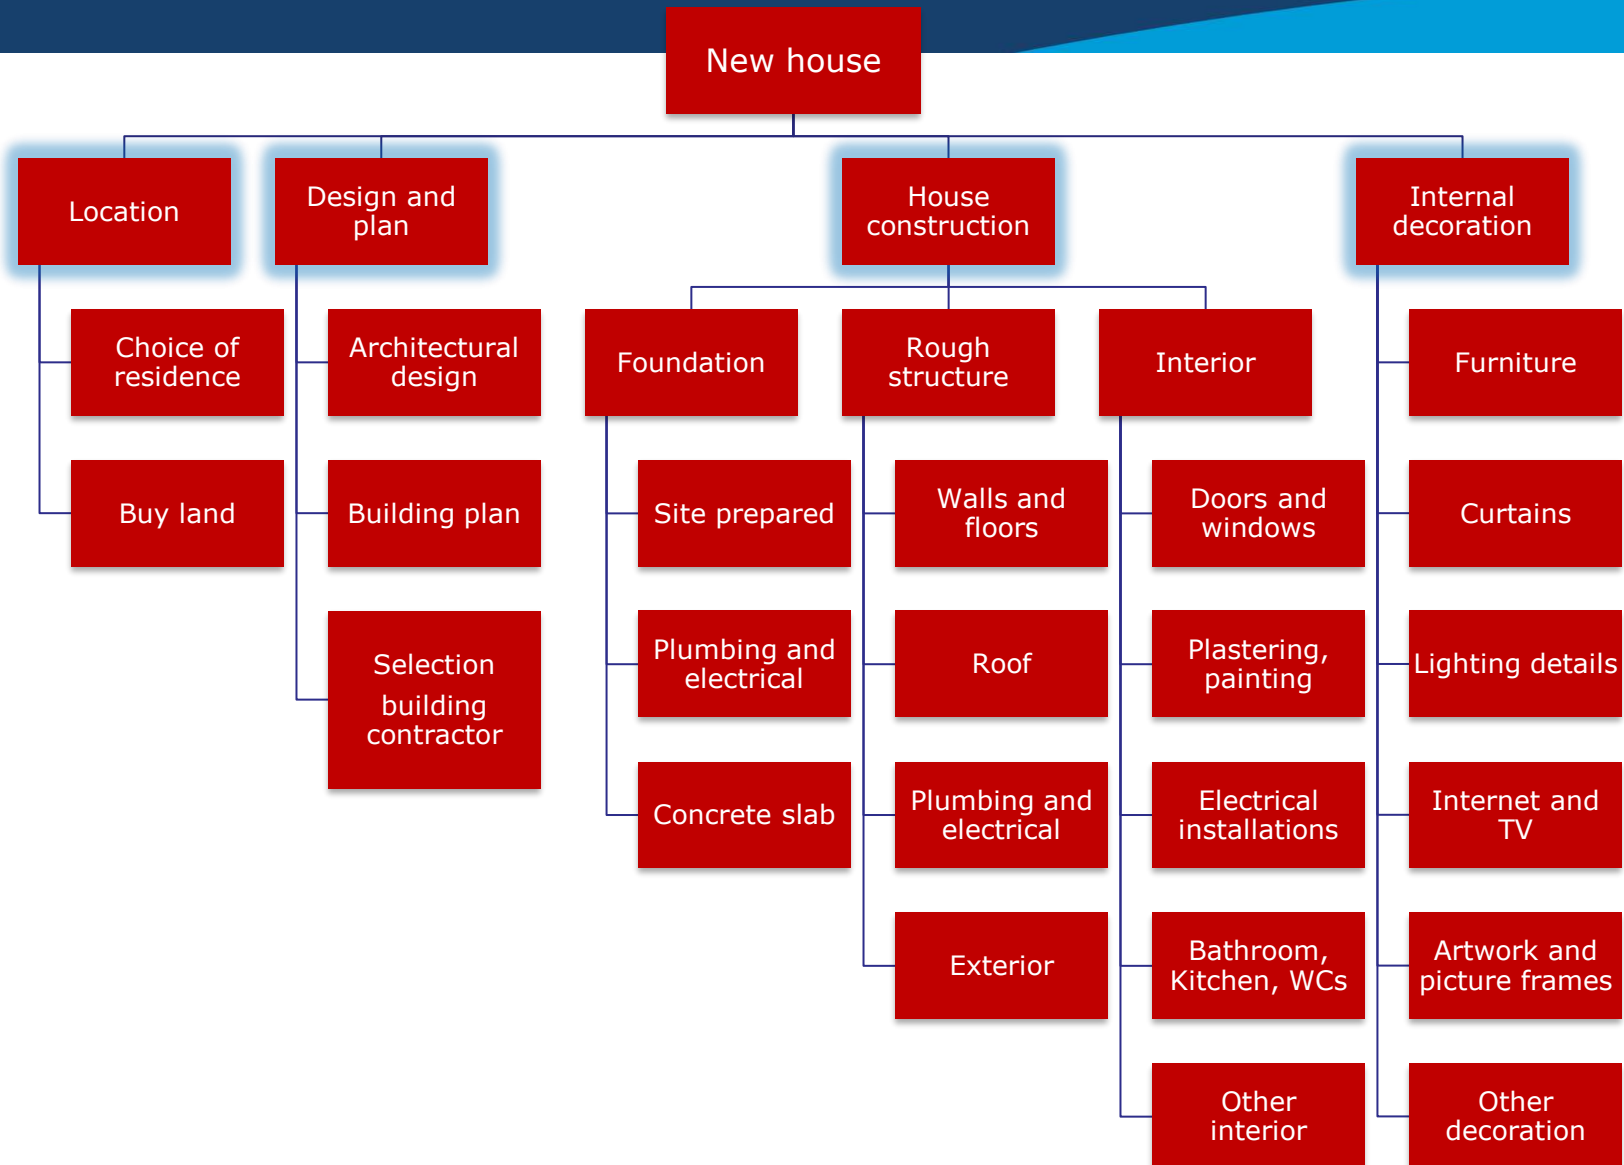 New house
Location
Design and
plan
House
construction
Internal
decoration
Choice of
residence
Architectural
design
Foundation
Rough
structure
Interior
Furniture
Buy land
Building plan
Site prepared
Walls and
floors
Doors and
windows
Curtains
Selection
building
contractor
Plumbing and
electrical
Roof
Plastering,
painting
Lighting details
Concrete slab
Plumbing and
electrical
Electrical
installations
Internet and
TV
Exterior
Bathroom,
Kitchen, WCs
Artwork and
picture frames
Other
interior
Other
decoration